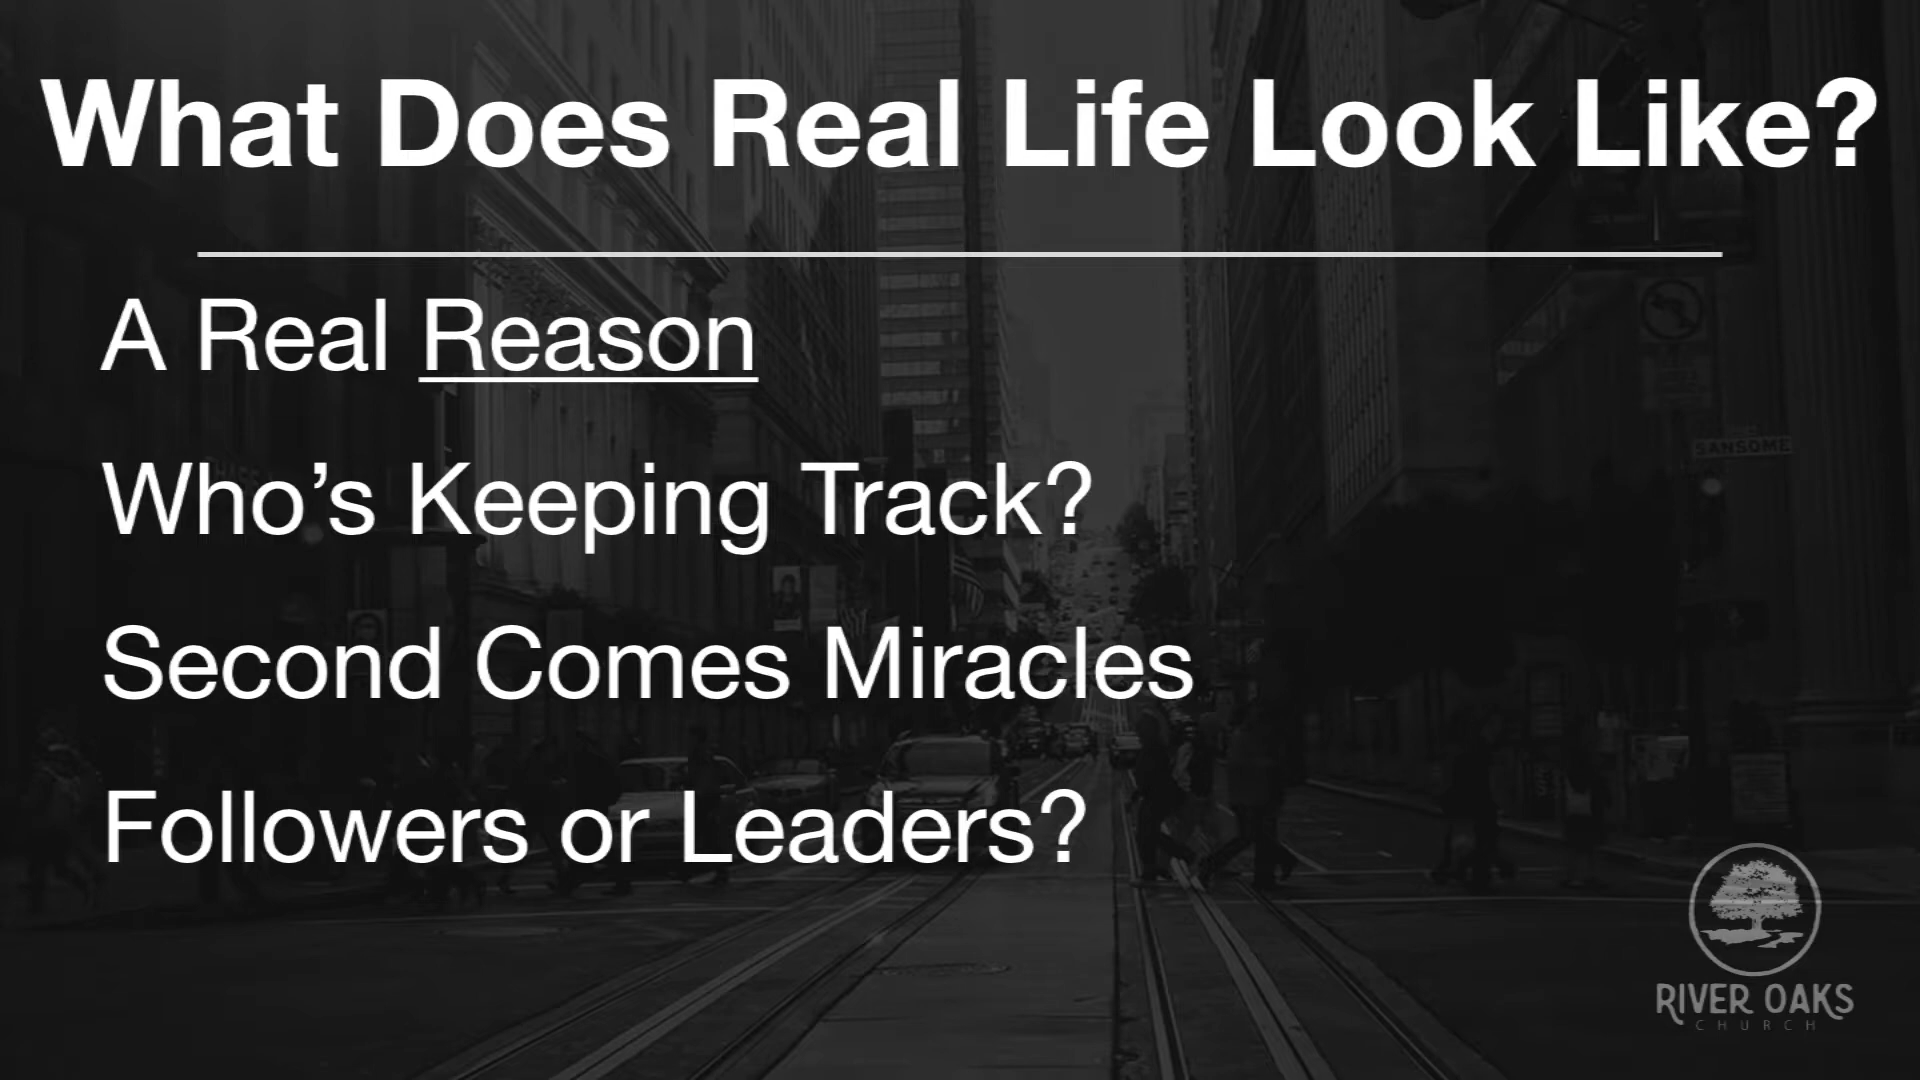 What Does Real Life Look Like?
A Real Reason
Who’s Keeping Track?
Second Comes Miracles
Followers or Leaders?
SANSOME
RIVER OAKS
CHURCH